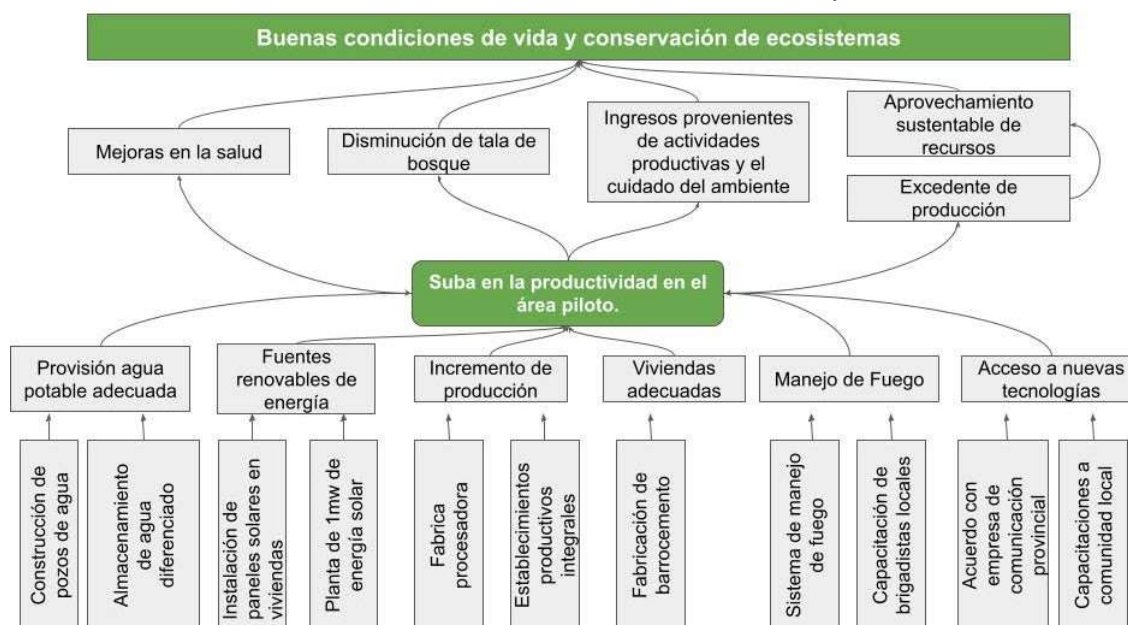 Buenas condiciones de vida y conservación de ecosistemas
Mejoras en la salud
Disminución de tala de
bosque
Ingresos provenientes
de actividades
productivas y el
cuidado del ambiente
Aprovechamiento
sustentable de
recursos
Excedente de
producción
Suba en la productividad en el
área piloto.
Provisión agua
potable adecuada
Fuentes
renovables de
energía
Incremento de
producción
Viviendas
adecuadas
Manejo de Fuego
Acceso a nuevas
tecnologías
Construcción de
pozos de agua
Almacenamiento
de agua
diferenciado
Instalación de
paneles solares en
viviendas
Planta de 1mw de
energía solar
Fabrica
procesadora
Establecimientos
productivos
integrales
Fabricación de
barrocemento
Sistema de manejo
de fuego
Capacitación de
brigadistas locales
Acuerdo con
empresa de
comunicación
provincial
Capacitaciones a
comunidad local